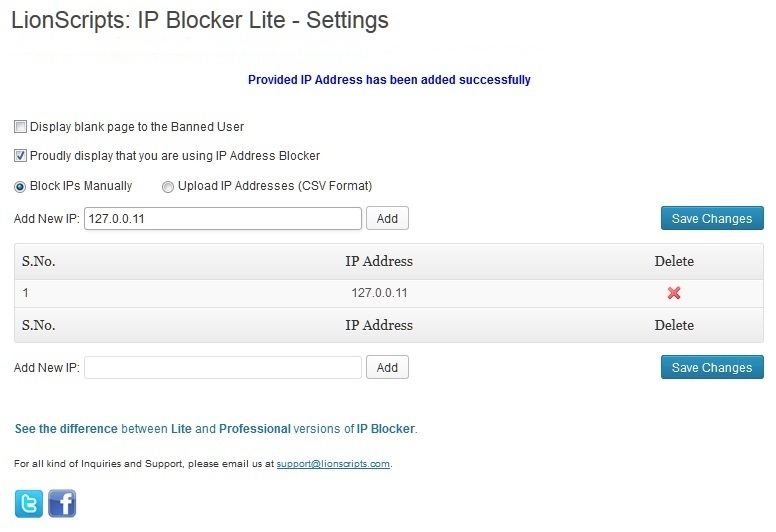 LionScripts: IP Blocker Lite - Settings
Provided IP Address has been added successfully
Display blank page to the Banned User
Proudly display that you are using IP Address Blocker
Block IPs Manually Upload IP Addresses (CSV Format)
Add New IP: 127.0.0.11 Add Save Changes
S.No. IP Address Delete
1 127.0.0.11
S.No. IP Address Delete
Add New IP: Add Save Changes
See the difference between Lite and Professional versions of IP Blocker.
For all kind of Inquiries and Support, please email us at support@lionscripts.com.